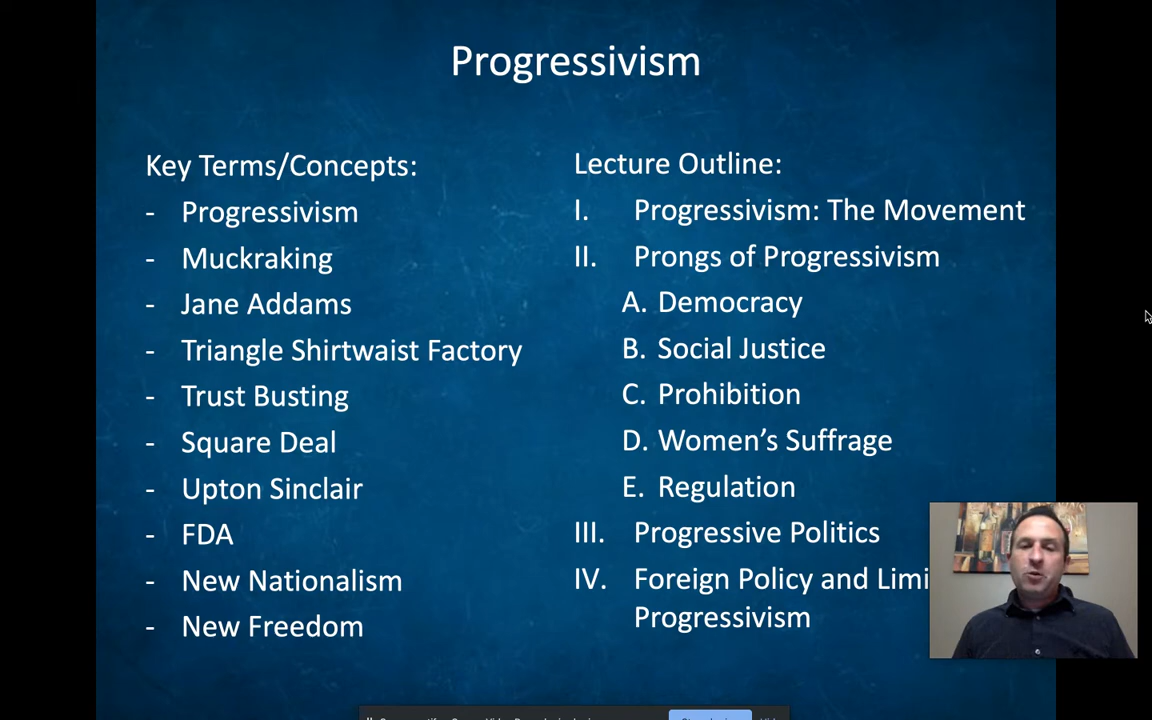 Progressivism
Key Terms/Concepts:
- Progressivism
- Muckraking
- Jane Addams
- Triangle Shirtwaist Factory
- Trust Busting
- Square Deal
- Upton Sinclair
- FDA
- New Nationalism
- New Freedom
Lecture Outline:
I. Progressivism: The Movement
II. Prongs of Progressivism
A. Democracy
B. Social Justice
C. Prohibition
D. Women’s Suffrage
E. Regulation
III. Progressive Politics
IV. Foreign Policy and
Progressivism